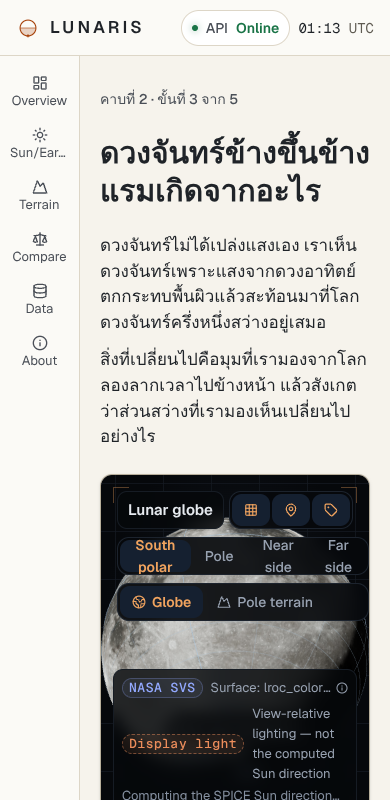 LUNARIS
API Online
01:13 UTC
Overview
Sun/Ear…
Terrain
Compare
Data
About
คาบที่ 2 · ขั้นที่ 3 จาก 5
ดวงจันทร์ข้างขึ้นข้าง
แรมเกิดจากอะไร
ดวงจันทร์ไม่ได้เปล่งแสงเอง เราเห็น
ดวงจันทร์เพราะแสงจากดวงอาทิตย์
ตกกระทบพื้นผิวแล้วสะท้อนมาที่โลก
ดวงจันทร์ครึ่งหนึ่งสว่างอยู่เสมอ
สิ่งที่เปลี่ยนไปคือมุมที่เรามองจากโลก
ลองลากเวลาไปข้างหน้า แล้วสังเกต
ว่าส่วนสว่างที่เรามองเห็นเปลี่ยนไป
อย่างไร
Lunar globe
South
polar
Pole
Near
side
Far
side
Globe
Pole terrain
NASA SVS
Surface: lroc_color…
Display light
View-relative
lighting — not
the computed
Sun direction
Computing the SPICE Sun direction…